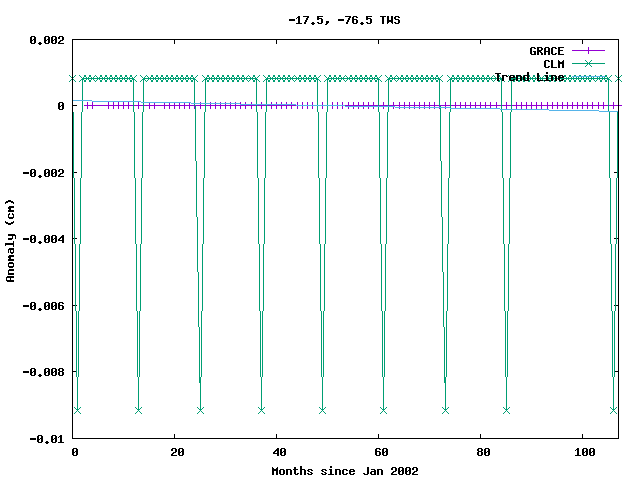 -17.5, -76.5 TWS
0.002
0
-0.002
-0.004
-0.006
-0.008
-0.01
Anomaly (cm)
GRACE
CLM
Trend Line
0 20 40 60 80 100
Months since Jan 2002